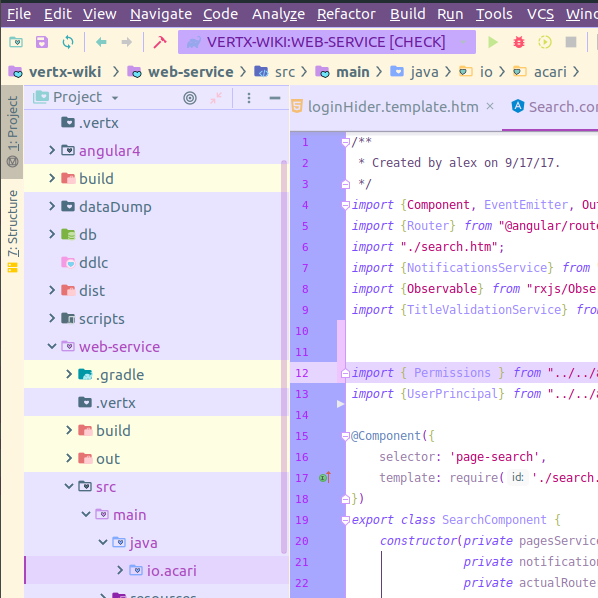 File Edit View Navigate Code Analyze Refactor Build Run Tools VCS
VERTX-WIKI:WEB-SERVICE [CHECK]
vertx-wiki web-service src main java io acari
1: Project
7: Structure
Project
.vertx
angular4
build
dataDump
db
ddlc
dist
scripts
web-service
.gradle
.vertx
build
out
src
main
java
io.acari
resources
loginHider.template.htm × Search.co
1 /**
2 * Created by alex on 9/17/17.
3 */
4 import {Component, EventEmitter, Ou
5 import {Router} from "@angular/route
6 import "./search.htm";
7 import {NotificationsService} from
8 import {Observable} from "rxjs/Obse
9 import {TitleValidationService} from
10
11
12 import { Permissions } from "../../
13 import {UserPrincipal} from "../../
14
15 @Component({
16 selector: 'page-search',
17 template: require( id: './search.
18 })
19 export class SearchComponent {
20 constructor(private pagesService
21 private notification
22 private actualRoute